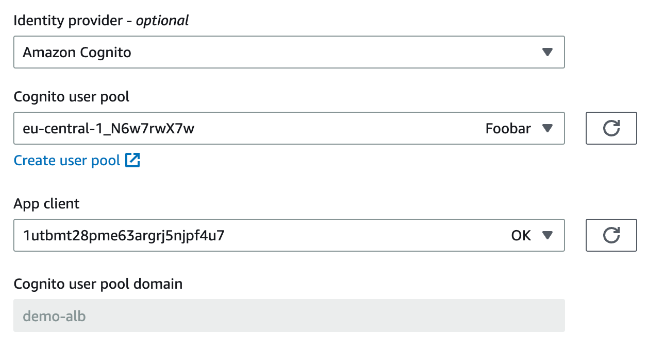 Identity provider - optional
Amazon Cognito
Cognito user pool
eu-central-1_N6w7rwX7w Foobar
Create user pool
App client
1utbmt28pme63argrj5njpf4u7 OK
Cognito user pool domain
demo-alb